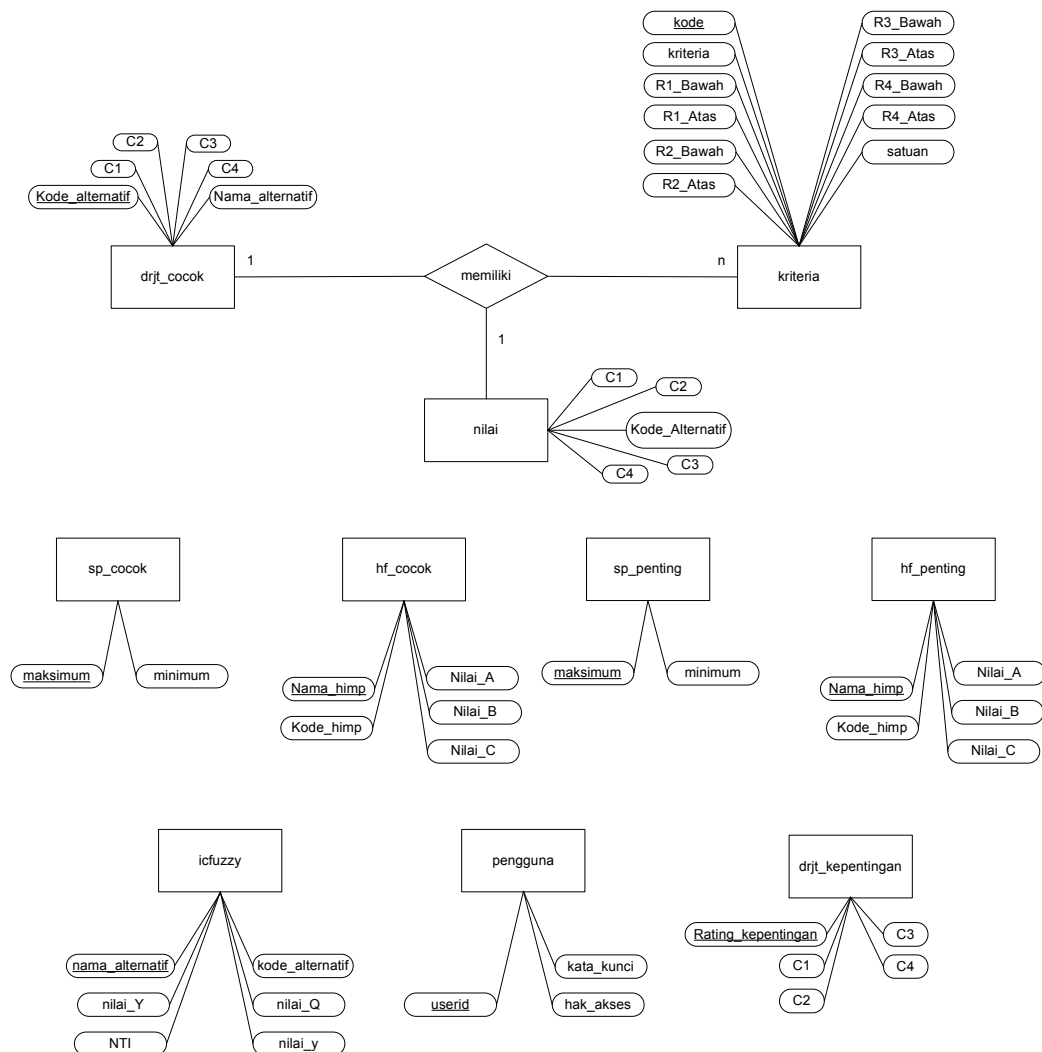 kode
kriteria
R1_Bawah
R1_Atas
R2_Bawah
R2_Atas
R3_Bawah
R3_Atas
R4_Bawah
R4_Atas
satuan
C2
C3
C1
C4
Kode_alternatif
Nama_alternatif
drjt_cocok
1
memiliki
n
kriteria
1
nilai
C1
C2
Kode_Alternatif
C3
C4
sp_cocok
maksimum
minimum
hf_cocok
Nama_himp
Kode_himp
Nilai_A
Nilai_B
Nilai_C
sp_penting
maksimum
minimum
hf_penting
Nama_himp
Kode_himp
Nilai_A
Nilai_B
Nilai_C
icfuzzy
nama_alternatif
nilai_Y
NTI
kode_alternatif
nilai_Q
nilai_y
pengguna
userid
kata_kunci
hak_akses
drjt_kepentingan
Rating_kepentingan
C1
C2
C3
C4